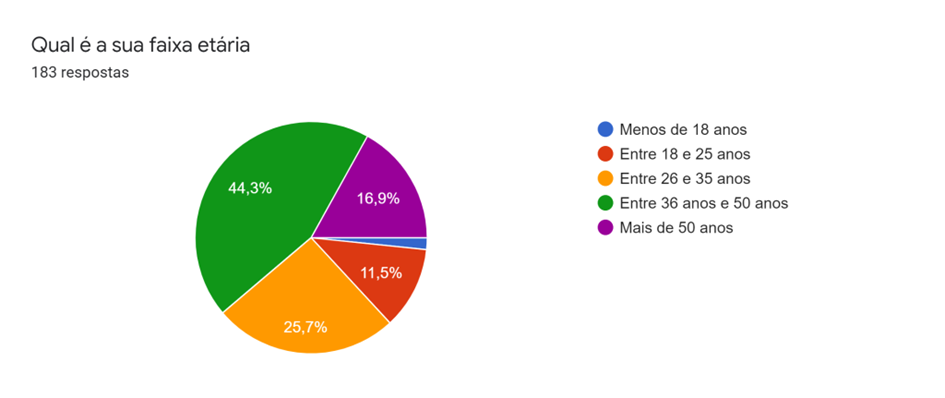 Qual é a sua faixa etária
183 respostas
44,3%
16,9%
11,5%
25,7%
Menos de 18 anos
Entre 18 e 25 anos
Entre 26 e 35 anos
Entre 36 anos e 50 anos
Mais de 50 anos